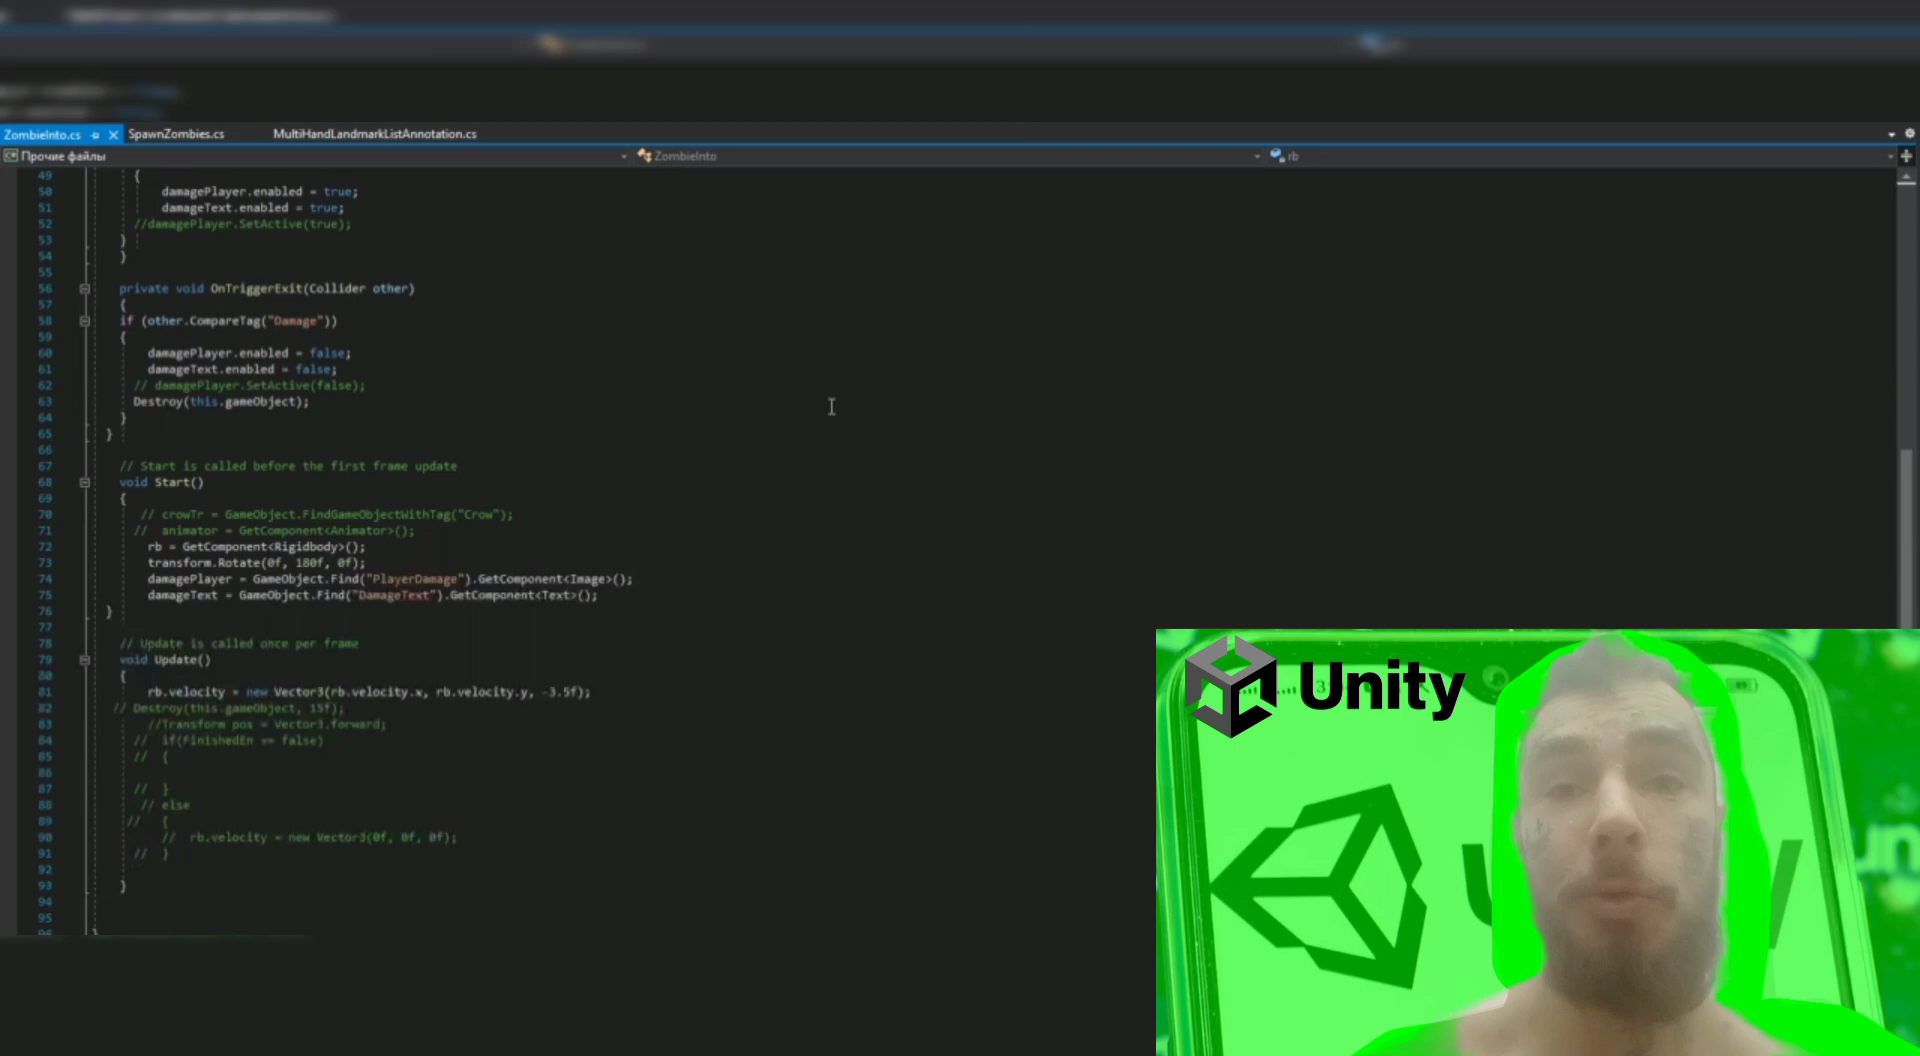 ZombieInto.cs
SpawnZombies.cs
MultiHandLandmarkListAnnotation.cs
Прочие файлы
ZombieInto
rb
49 {
50 damagePlayer.enabled = true;
51 damageText.enabled = true;
52 //damagePlayer.SetActive(true);
53 }
54 }
55
56 private void OnTriggerExit(Collider other)
57 {
58 if (other.CompareTag("Damage"))
59 {
60 damagePlayer.enabled = false;
61 damageText.enabled = false;
62 // damagePlayer.SetActive(false);
63 Destroy(this.gameObject);
64 }
65 }
66
67 // Start is called before the first frame update
68 void Start()
69 {
70 // crowTr = GameObject.FindGameObjectWithTag("Crow");
71 // animator = GetComponent<Animator>();
72 rb = GetComponent<Rigidbody>();
73 transform.Rotate(0f, 180f, 0f);
74 damagePlayer = GameObject.Find("PlayerDamage").GetComponent<Image>();
75 damageText = GameObject.Find("DamageText").GetComponent<Text>();
76 }
77
78 // Update is called once per frame
79 void Update()
80 {
81 rb.velocity = new Vector3(rb.velocity.x, rb.velocity.y, -3.5f);
82 // Destroy(this.gameObject, 15f);
83 //Transform pos = Vector3.forward;
84 // if(FinishedEn == false)
85 // {
86
87 // }
88 // else
89 // {
90 // rb.velocity = new Vector3(0f, 0f, 0f);
91 // }
92
93 }
94
95
96 }
Unity